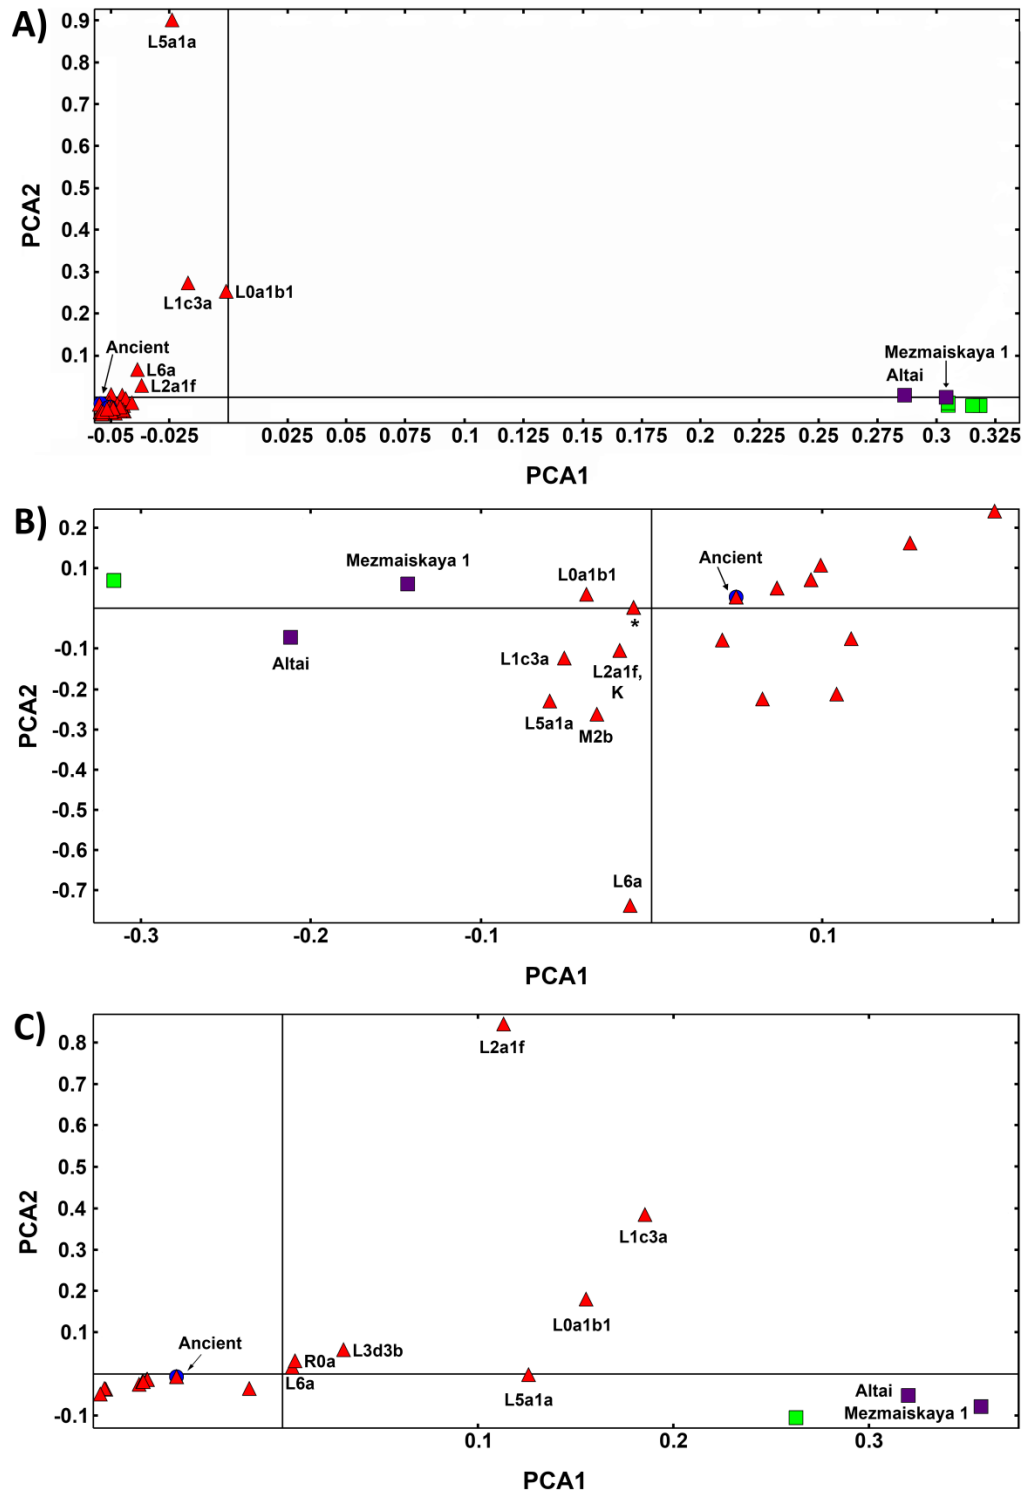 A)
0.9
0.8
0.7
0.6
0.5
0.4
0.3
0.2
0.1
PCA2
L5a1a
L1c3a
L0a1b1
Ancient
L6a
L2a1f
Mezmaiskaya 1
Altai
-0.05 -0.025 0.025 0.05 0.075 0.1 0.125 0.15 0.175 0.2 0.225 0.25 0.275 0.3 0.325
PCA1
B)
0.2
0.1
-0.1
-0.2
-0.3
-0.4
-0.5
-0.6
-0.7
PCA2
Mezmaiskaya 1
Altai
L0a1b1
*
L1c3a
L2a1f,
K
L5a1a
M2b
L6a
Ancient
-0.3 -0.2 -0.1 0.1
PCA1
C)
0.8
0.7
0.6
0.5
0.4
0.3
0.2
0.1
-0.1
PCA2
L2a1f
L1c3a
L0a1b1
Ancient
L3d3b
R0a
L6a
L5a1a
Altai
Mezmaiskaya 1
0.1 0.2 0.3
PCA1